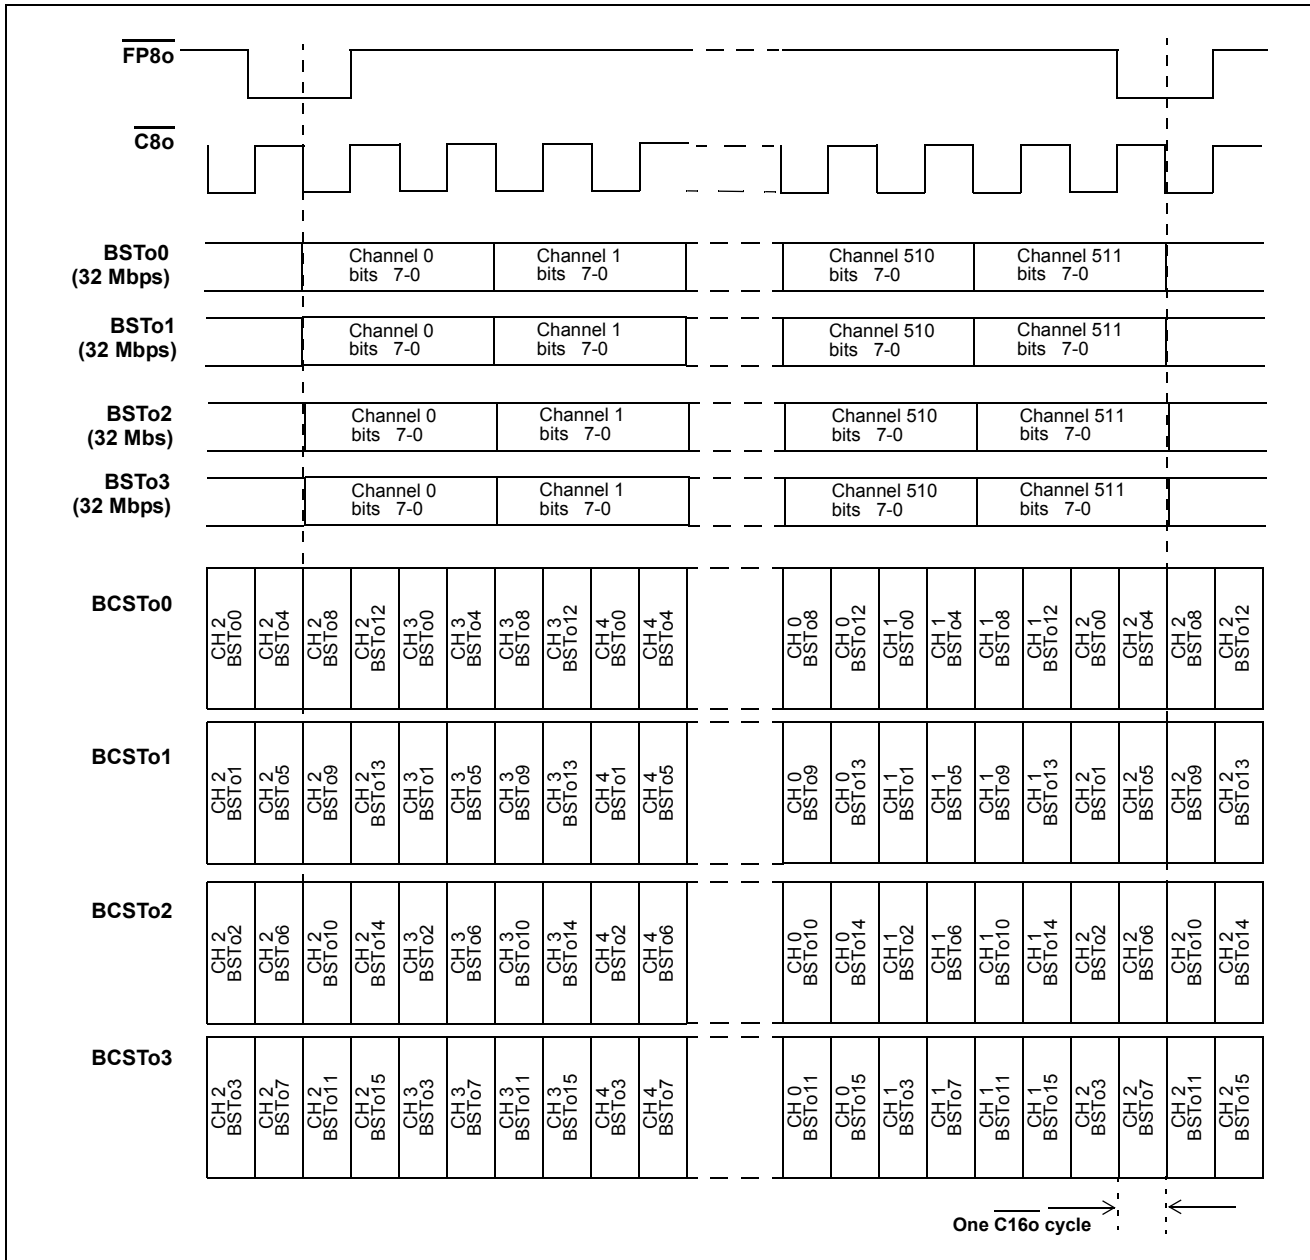 FP8o
C8o
BSTo0
(32 Mbps)
Channel 0
bits 7-0
Channel 1
bits 7-0
Channel 510
bits 7-0
Channel 511
bits 7-0
BSTo1
(32 Mbps)
Channel 0
bits 7-0
Channel 1
bits 7-0
Channel 510
bits 7-0
Channel 511
bits 7-0
BSTo2
(32 Mbs)
Channel 0
bits 7-0
Channel 1
bits 7-0
Channel 510
bits 7-0
Channel 511
bits 7-0
BSTo3
(32 Mbps)
Channel 0
bits 7-0
Channel 1
bits 7-0
Channel 510
bits 7-0
Channel 511
bits 7-0
BCSTo0
CH 2
BSTo0
CH 2
BSTo4
CH 2
BSTo8
CH 2
BSTo12
CH 3
BSTo0
CH 3
BSTo4
CH 3
BSTo8
CH 3
BSTo12
CH 4
BSTo0
CH 4
BSTo4
CH 0
BSTo8
CH 0
BSTo12
CH 1
BSTo0
CH 1
BSTo4
CH 1
BSTo8
CH 1
BSTo12
CH 2
BSTo0
CH 2
BSTo4
CH 2
BSTo8
CH 2
BSTo12
BCSTo1
CH 2
BSTo1
CH 2
BSTo5
CH 2
BSTo9
CH 2
BSTo13
CH 3
BSTo1
CH 3
BSTo5
CH 3
BSTo9
CH 3
BSTo13
CH 4
BSTo1
CH 4
BSTo5
CH 0
BSTo9
CH 0
BSTo13
CH 1
BSTo1
CH 1
BSTo5
CH 1
BSTo9
CH 1
BSTo13
CH 2
BSTo1
CH 2
BSTo5
CH 2
BSTo9
CH 2
BSTo13
BCSTo2
CH 2
BSTo2
CH 2
BSTo6
CH 2
BSTo10
CH 2
BSTo14
CH 3
BSTo2
CH 3
BSTo6
CH 3
BSTo10
CH 3
BSTo14
CH 4
BSTo2
CH 4
BSTo6
CH 0
BSTo10
CH 0
BSTo14
CH 1
BSTo2
CH 1
BSTo6
CH 1
BSTo10
CH 1
BSTo14
CH 2
BSTo2
CH 2
BSTo6
CH 2
BSTo10
CH 2
BSTo14
BCSTo3
CH 2
BSTo3
CH 2
BSTo7
CH 2
BSTo11
CH 2
BSTo15
CH 3
BSTo3
CH 3
BSTo7
CH 3
BSTo11
CH 3
BSTo15
CH 4
BSTo3
CH 4
BSTo7
CH 0
BSTo11
CH 0
BSTo15
CH 1
BSTo3
CH 1
BSTo7
CH 1
BSTo11
CH 1
BSTo15
CH 2
BSTo3
CH 2
BSTo7
CH 2
BSTo11
CH 2
BSTo15
One C16o cycle